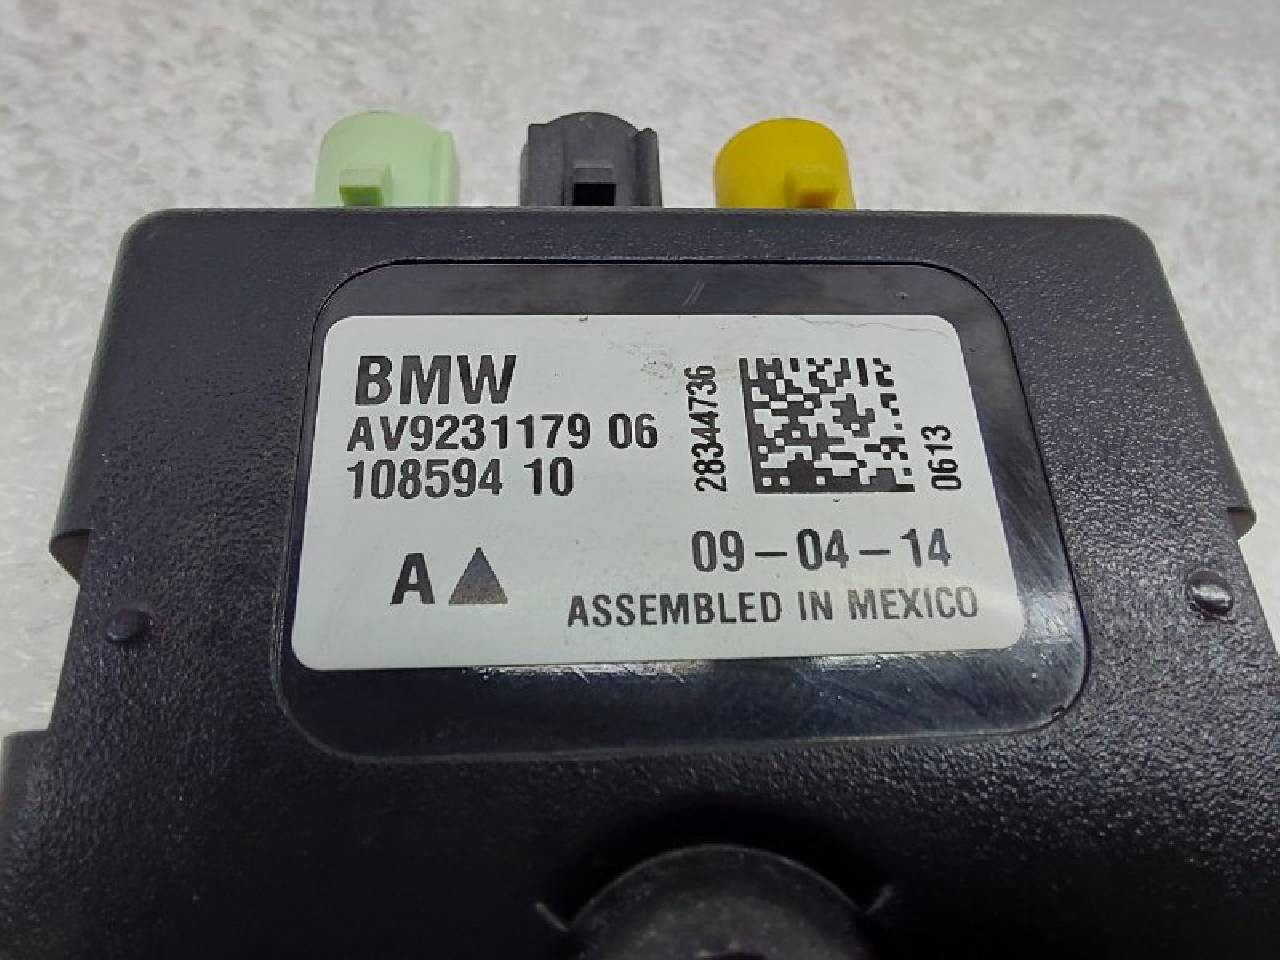 BMW
AV9231179 06
108594 10
28344736
0613
A
09-04-14
ASSEMBLED IN MEXICO